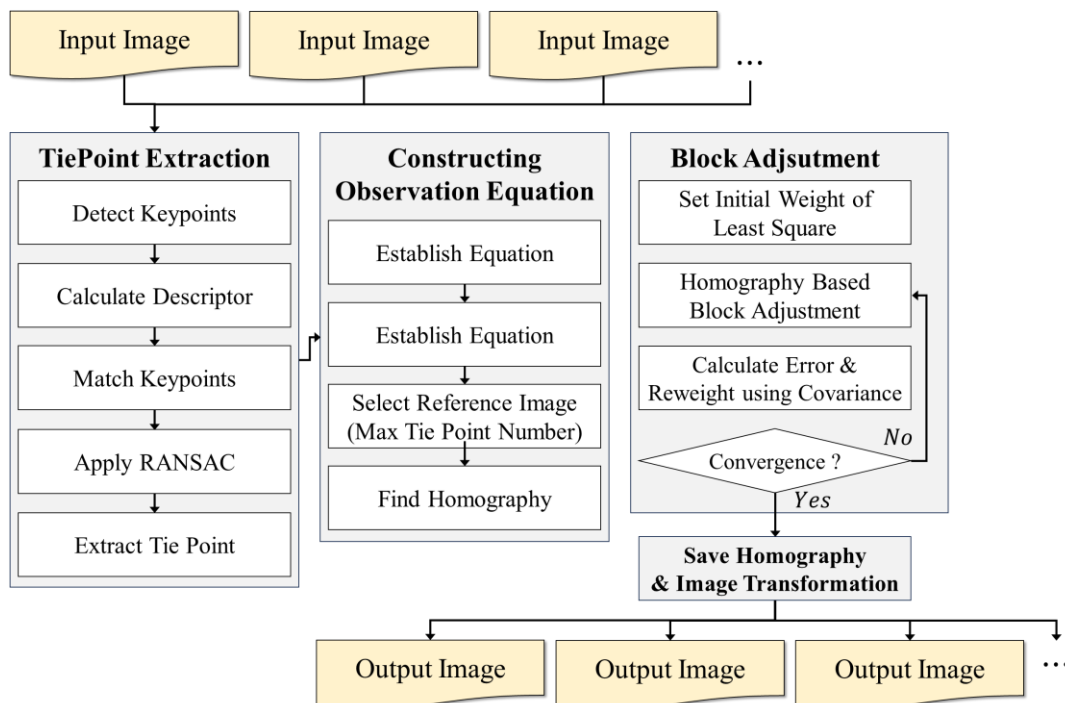 Input Image
Input Image
Input Image
...
TiePoint Extraction
Detect Keypoints
Calculate Descriptor
Match Keypoints
Apply RANSAC
Extract Tie Point
Constructing
Observation Equation
Establish Equation
Establish Equation
Select Reference Image
(Max Tie Point Number)
Find Homography
Block Adjsutment
Set Initial Weight of
Least Square
Homography Based
Block Adjustment
Calculate Error &
Reweight using Covariance
Convergence ?
No
Yes
Save Homography
& Image Transformation
Output Image
Output Image
Output Image
...